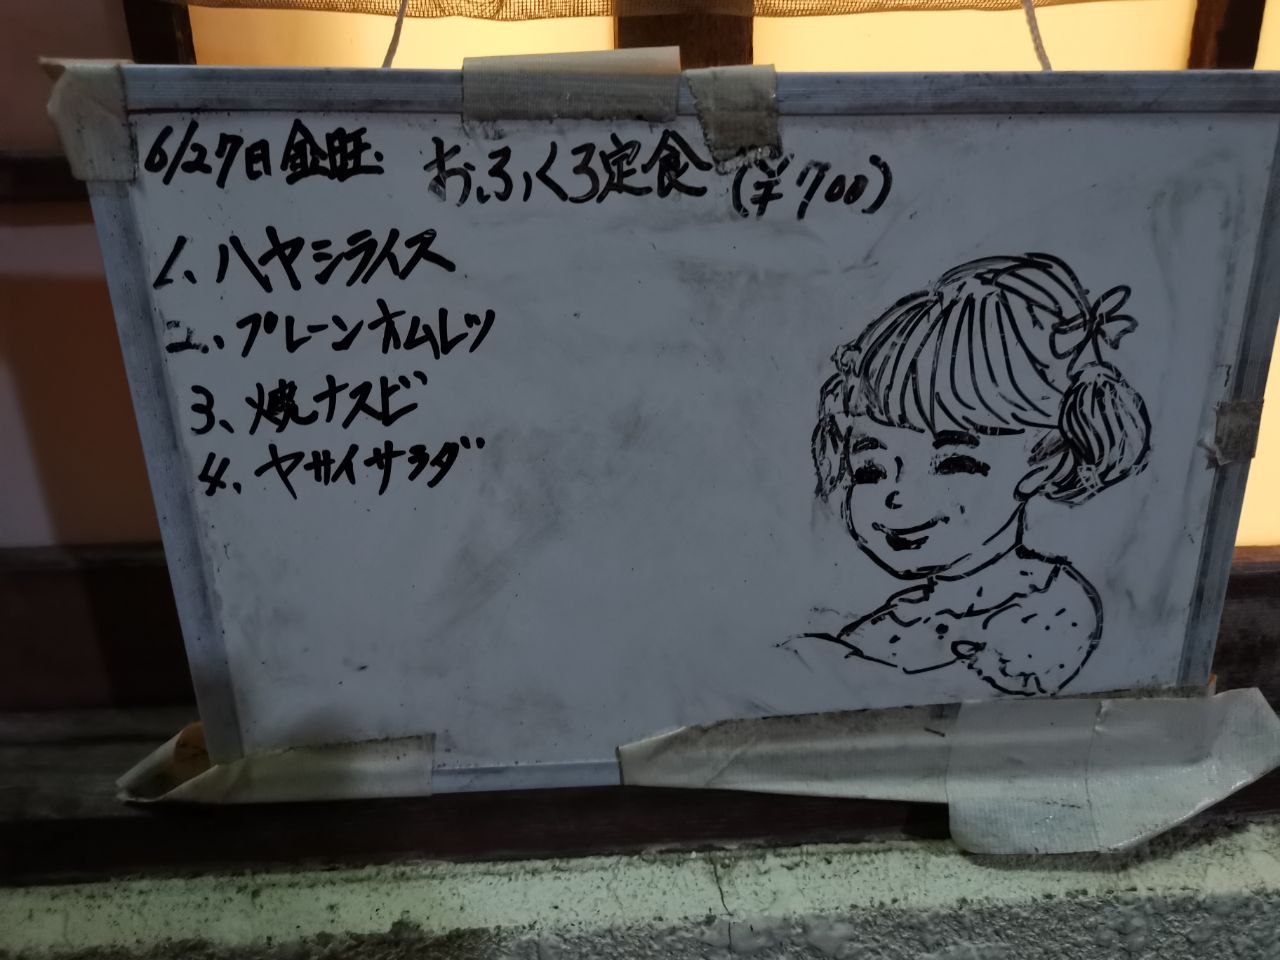 6/27日金旺. おふくろ定食(¥700)
1、ハヤシライス
2、プレーンオムレツ
3、焼ナスビ
4、ヤサイサラダ